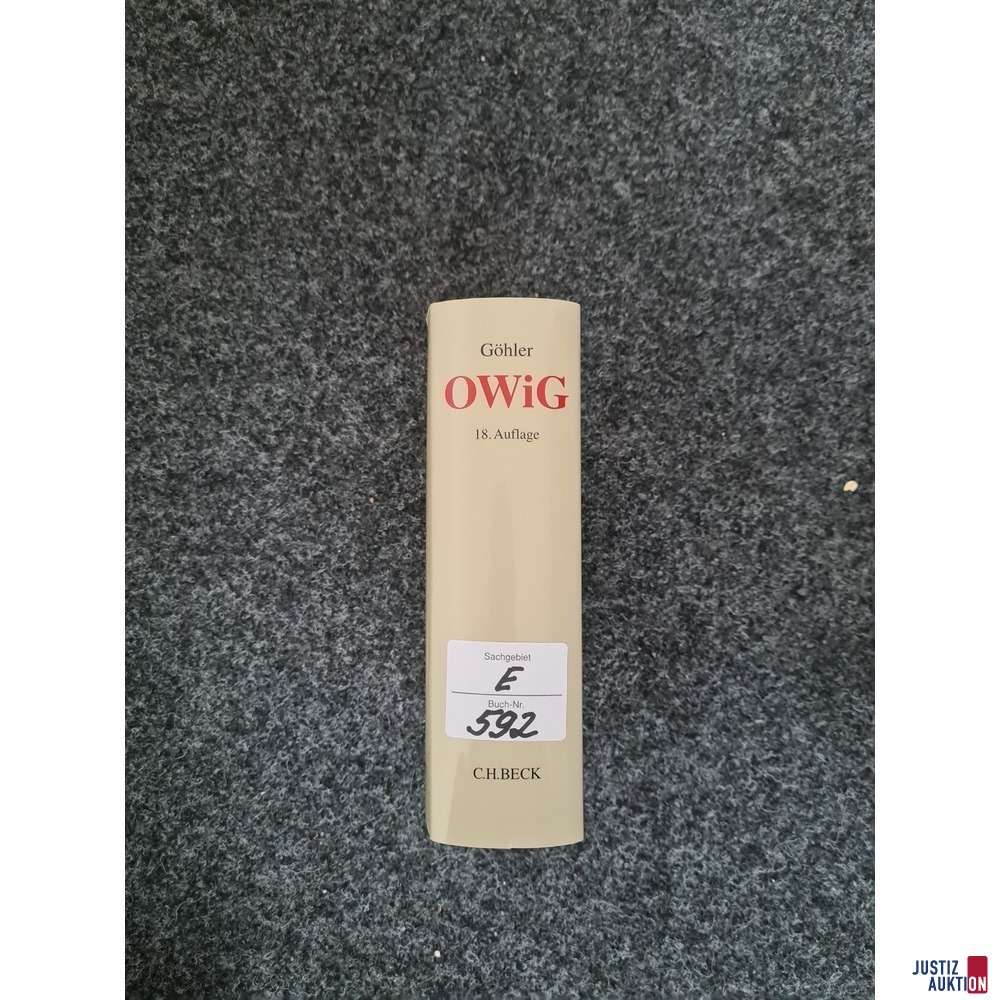 Göhler
OWiG
18. Auflage
Sachgebiet
E
Buch-Nr.
592
C.H.BECK
JUSTIZ
AUKTION